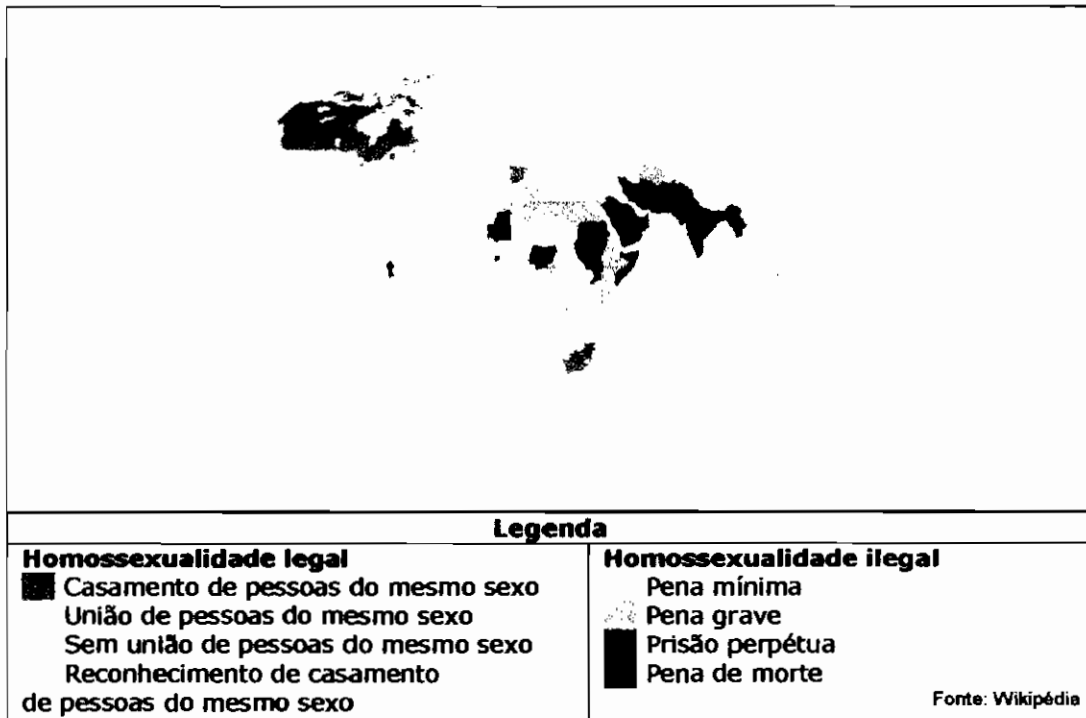 Legenda
Homossexualidade legal
Casamento de pessoas do mesmo sexo
União de pessoas do mesmo sexo
Sem união de pessoas do mesmo sexo
Reconhecimento de casamento
de pessoas do mesmo sexo
Homossexualidade ilegal
Pena mínima
Pena grave
Prisão perpétua
Pena de morte
Fonte: Wikipédia